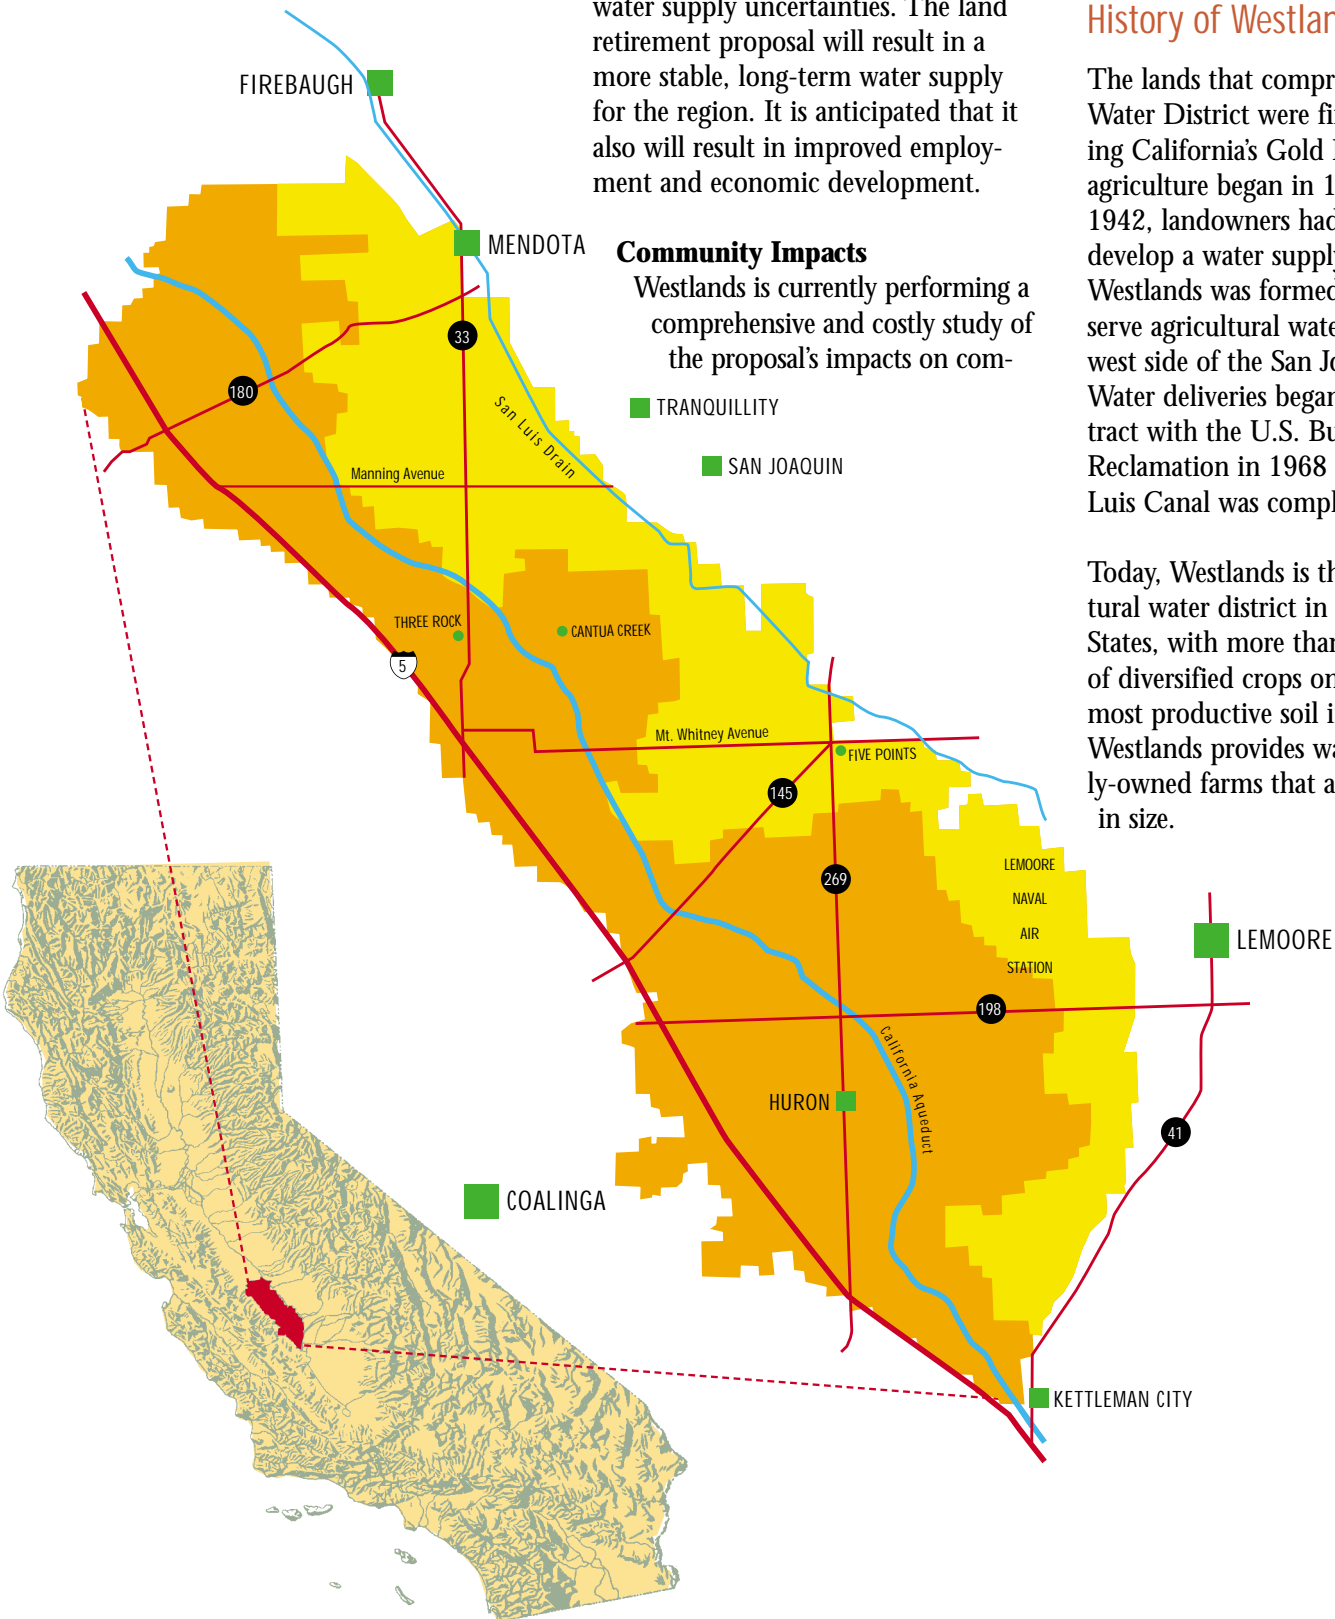 water supply uncertainties. The land
retirement proposal will result in a
more stable, long-term water supply
for the region. It is anticipated that it
also will result in improved employ-
ment and economic development.
Community Impacts
Westlands is currently performing a
comprehensive and costly study of
the proposal's impacts on com-
History of Westlan
The lands that compr
Water District were fi
ing California's Gold
agriculture began in 1
1942, landowners had
develop a water supply
Westlands was formed
serve agricultural wate
west side of the San Jo
Water deliveries began
tract with the U.S. Bu
Reclamation in 1968
Luis Canal was compl
Today, Westlands is th
tural water district in
States, with more than
of diversified crops on
most productive soil i
Westlands provides wa
ly-owned farms that a
in size.
FIREBAUGH
MENDOTA
33
180
TRANQUILLITY
San Luis Drain
SAN JOAQUIN
Manning Avenue
THREE ROCK
CANTUA CREEK
5
Mt. Whitney Avenue
FIVE POINTS
145
269
LEMOORE
NAVAL
AIR
STATION
LEMOORE
198
California Aqueduct
HURON
41
COALINGA
KETTLEMAN CITY